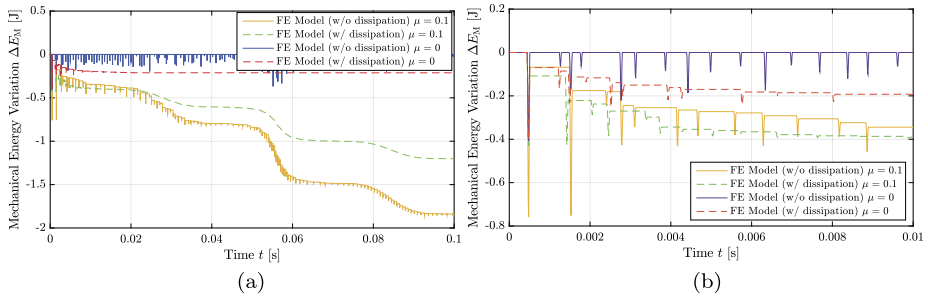 0.5
0
-0.5
-1
-1.5
-2
0
0.02
0.04
0.06
0.08
0.1
Mechanical Energy Variation ΔE_M [J]
Time t [s]
FE Model (w/o dissipation) μ = 0.1
FE Model (w/ dissipation) μ = 0.1
FE Model (w/o dissipation) μ = 0
FE Model (w/ dissipation) μ = 0
(a)
0.2
0
-0.2
-0.4
-0.6
-0.8
0
0.002
0.004
0.006
0.008
0.01
Mechanical Energy Variation ΔE_M [J]
Time t [s]
FE Model (w/o dissipation) μ = 0.1
FE Model (w/ dissipation) μ = 0.1
FE Model (w/o dissipation) μ = 0
FE Model (w/ dissipation) μ = 0
(b)